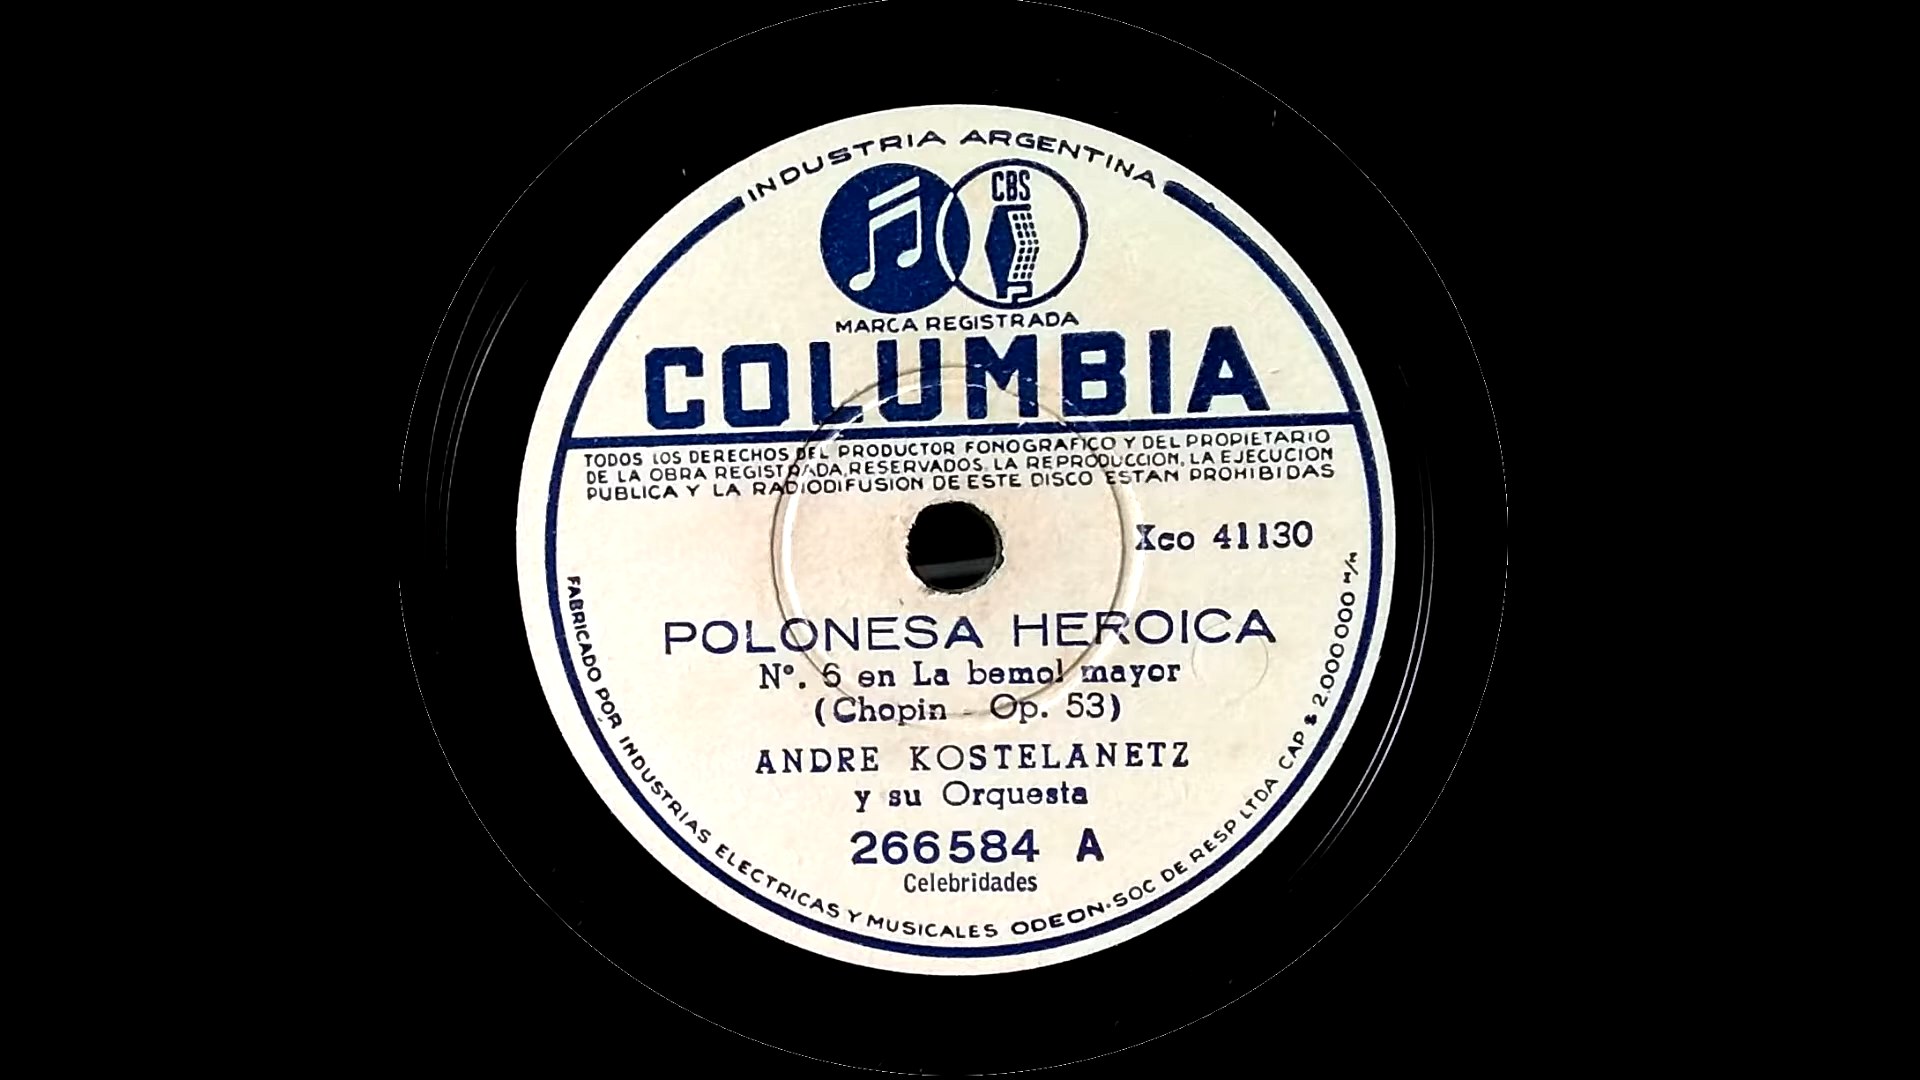 INDUSTRIA ARGENTINA
CBS
MARCA REGISTRADA
COLUMBIA
TODOS LOS DERECHOS DEL PRODUCTOR FONOGRAFICO Y DEL PROPIETARIO
DE LA OBRA REGISTRADA, RESERVADOS. LA REPRODUCCION, LA EJECUCION
PUBLICA Y LA RADIODIFUSION DE ESTE DISCO ESTAN PROHIBIDAS
Xco 41130
POLONESA HEROICA
Nº. 6 en La bemol mayor
(Chopin - Op. 53)
ANDRE KOSTELANETZ
y su Orquesta
266584 A
Celebridades
FABRICADO POR INDUSTRIAS ELECTRICAS Y MUSICALES ODEON·SOC DE RESP LTDA CAP $ 2.000.000 M/N